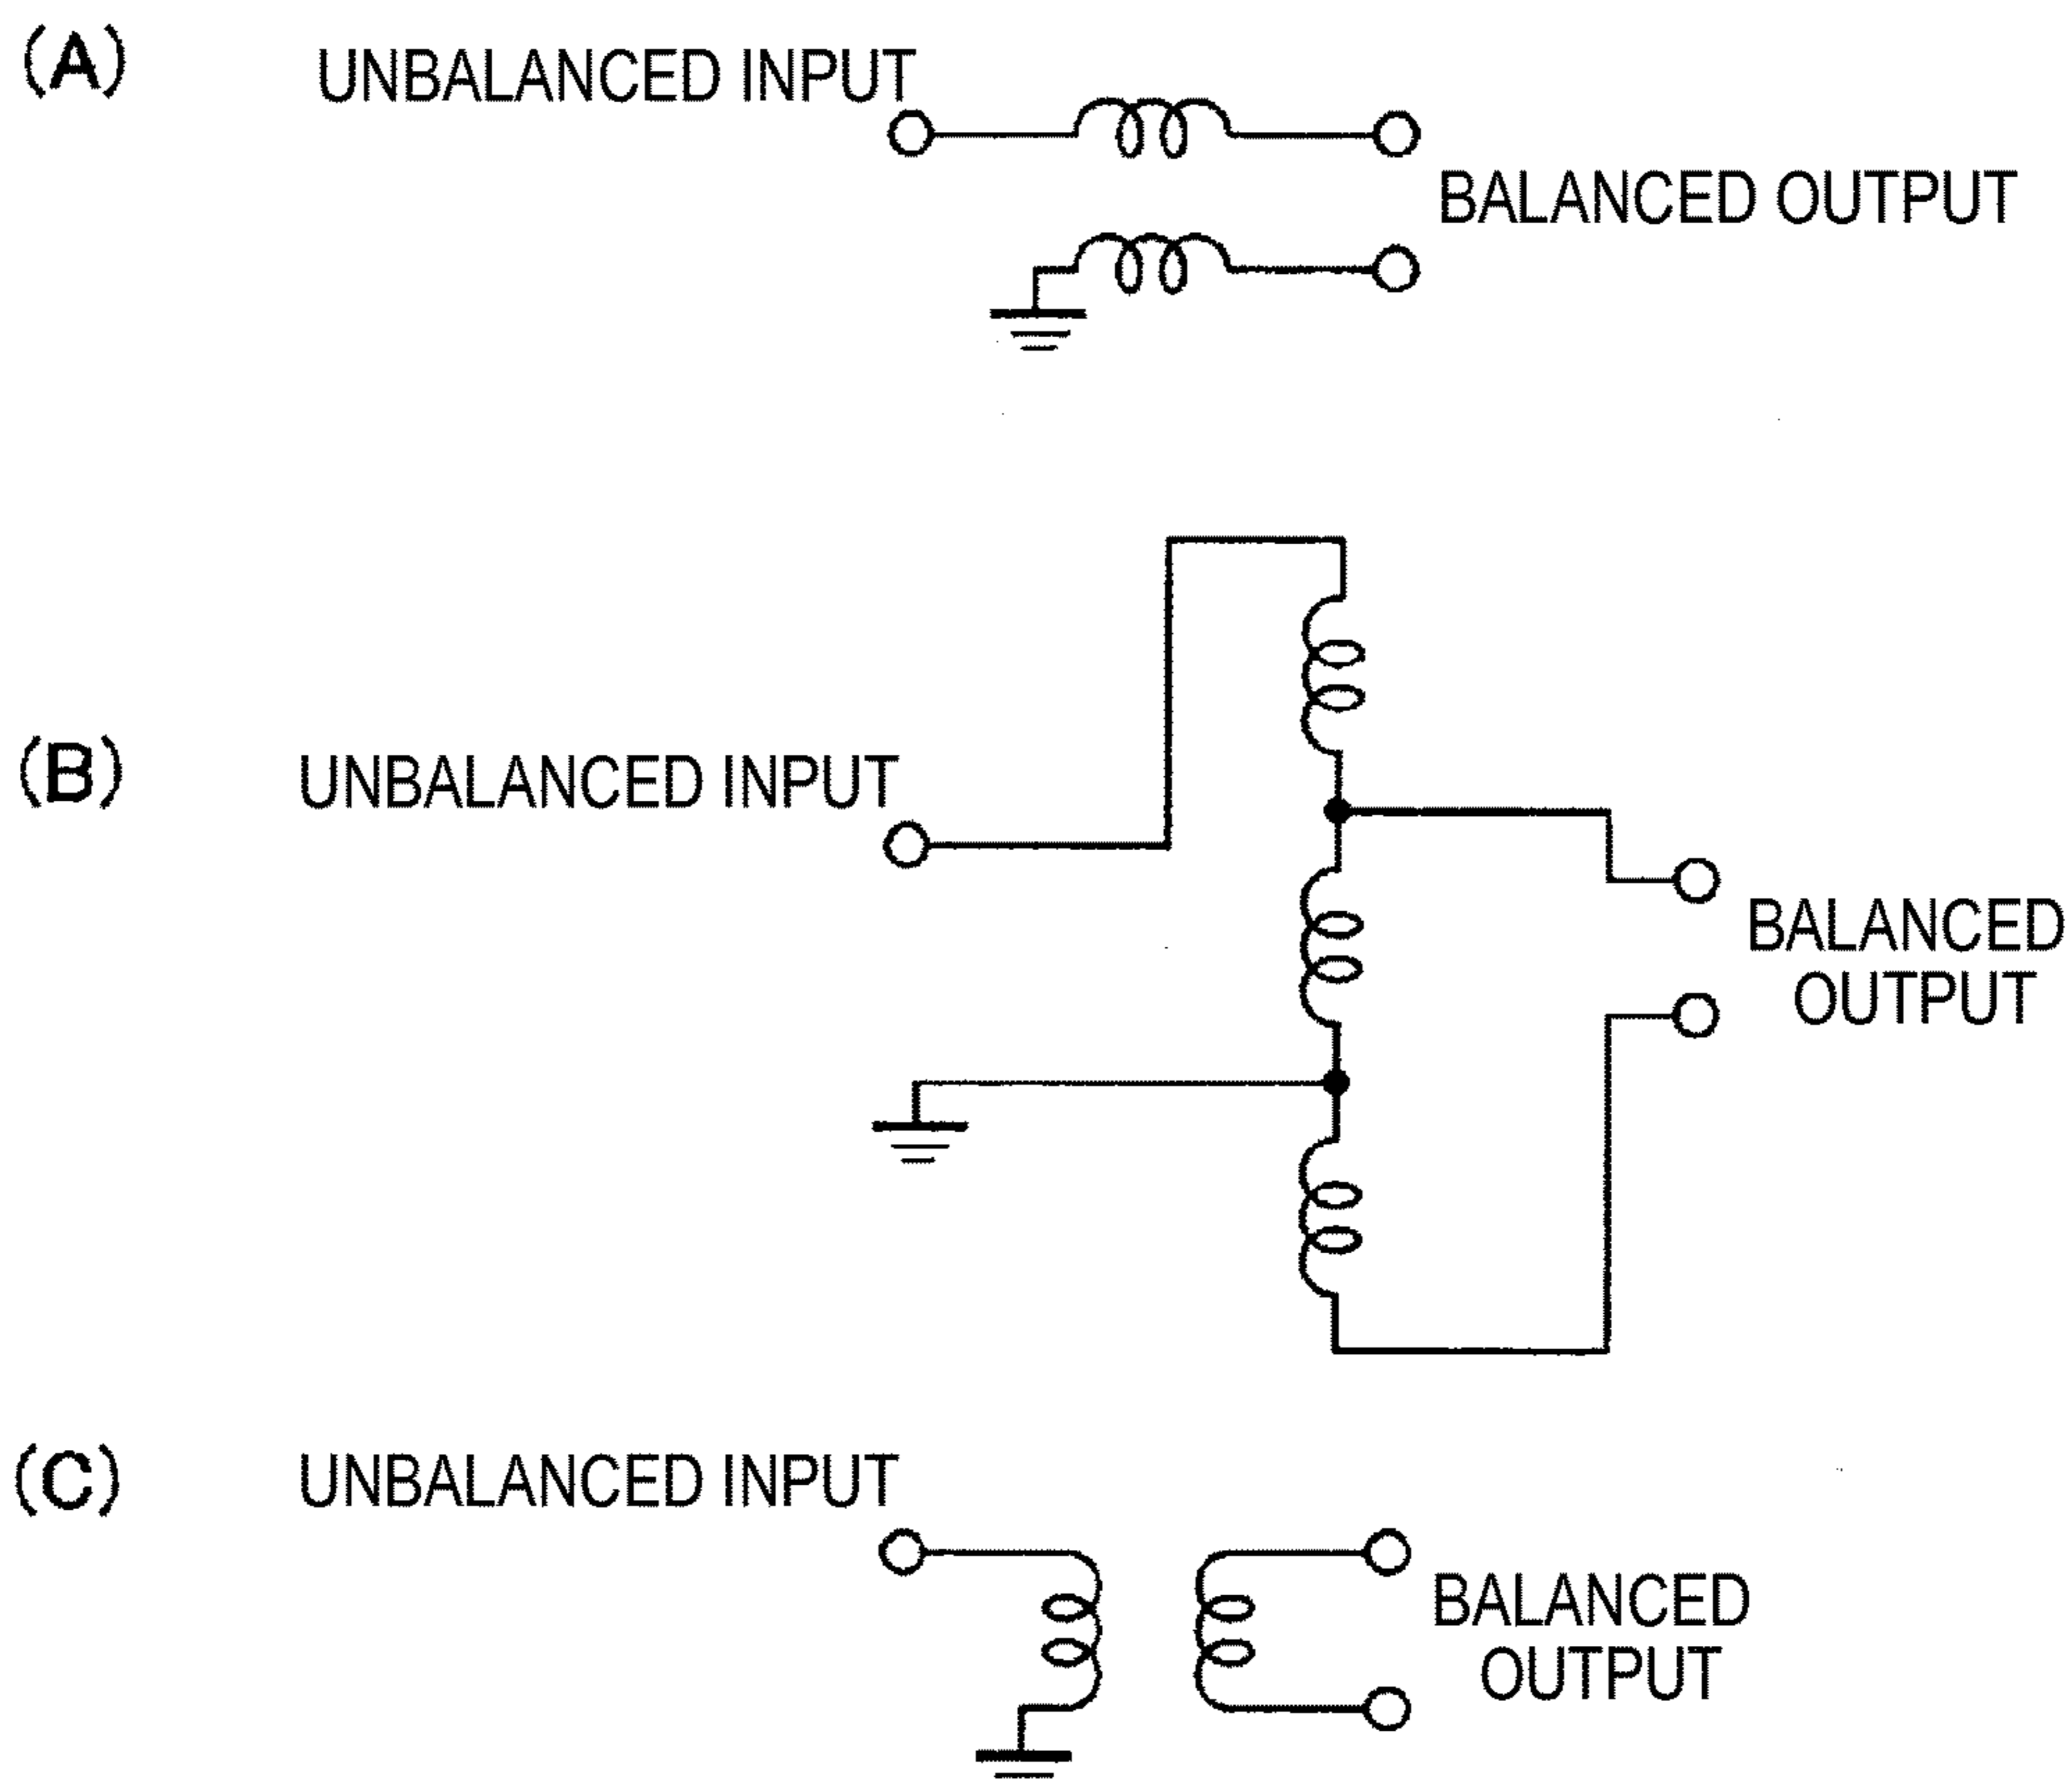 (A)
UNBALANCED INPUT
BALANCED OUTPUT
(B)
UNBALANCED INPUT
BALANCED
OUTPUT
(C)
UNBALANCED INPUT
BALANCED
OUTPUT